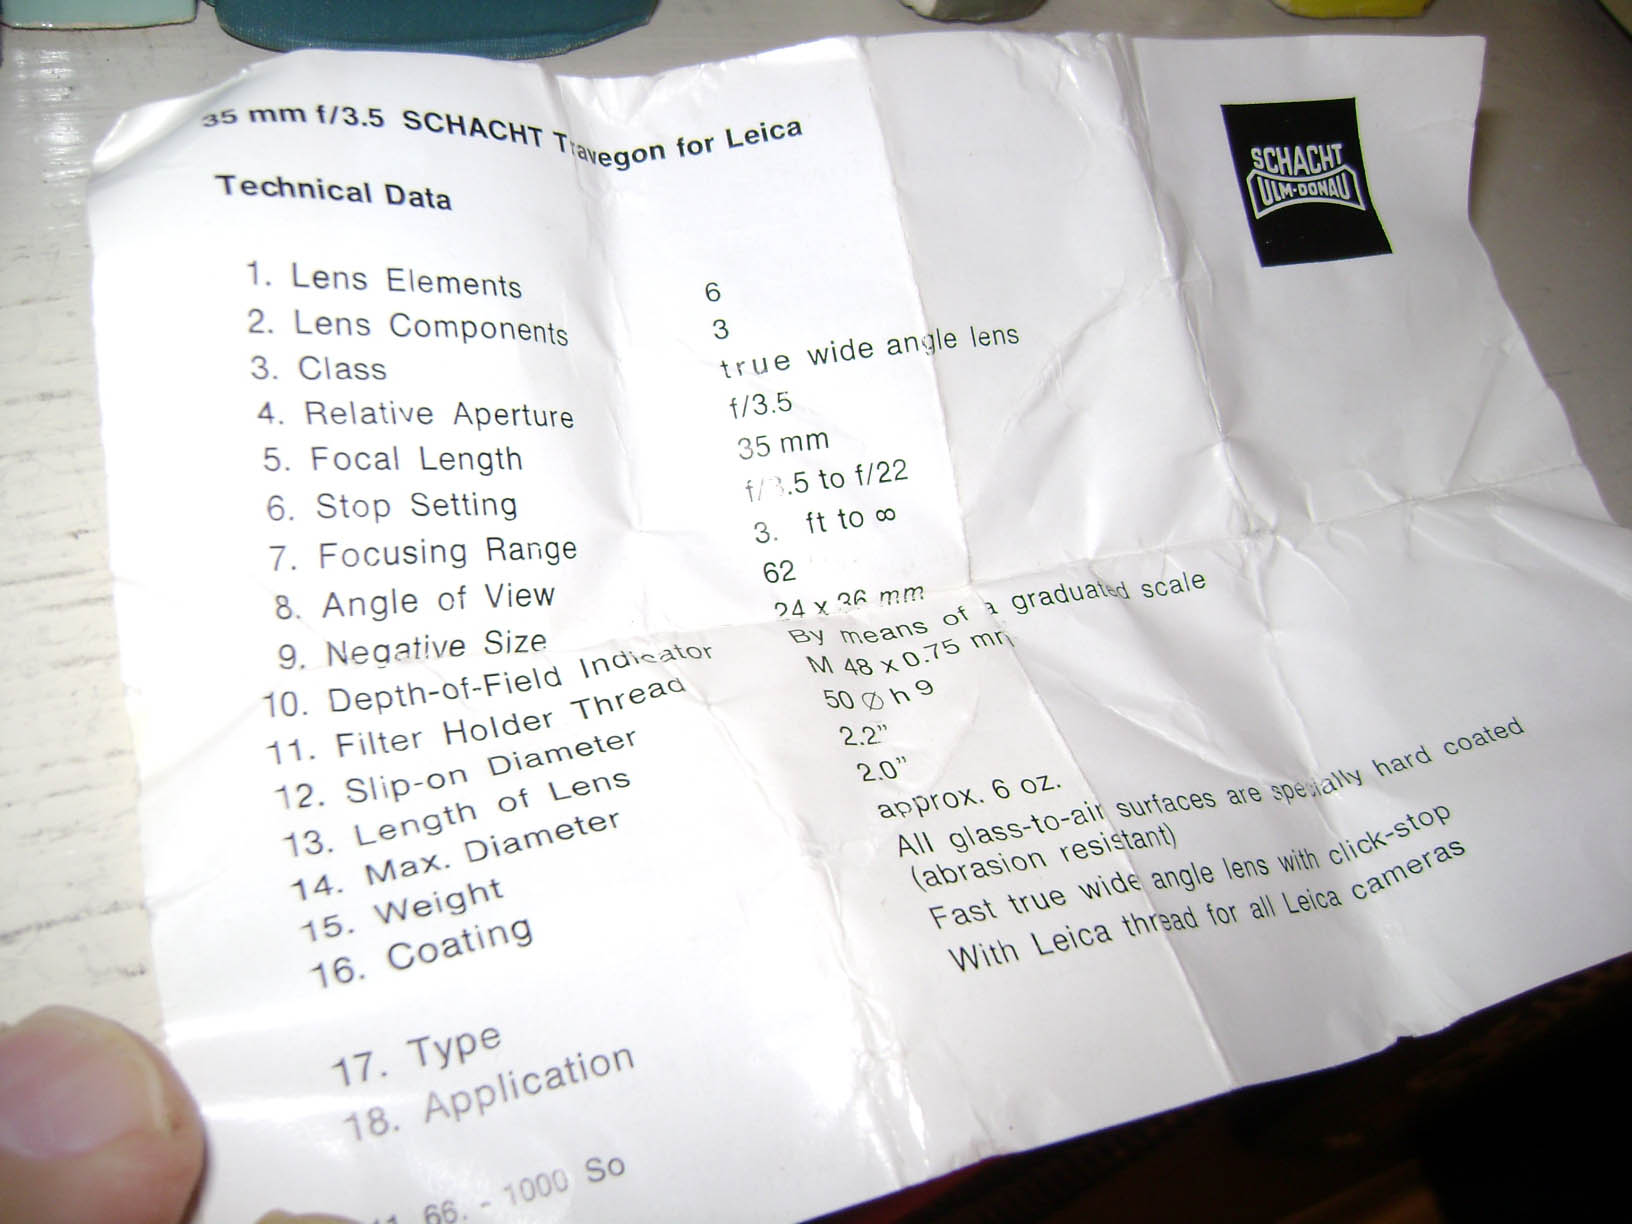 35 mm f/3.5 SCHACHT Travegon for Leica
SCHACHT
ULM-DONAU
Technical Data
1. Lens Elements 6
2. Lens Components 3
3. Class true wide angle lens
4. Relative Aperture f/3.5
5. Focal Length 35 mm
6. Stop Setting f/3.5 to f/22
7. Focusing Range 3. ft to ∞
8. Angle of View 62
9. Negative Size 24 x 36 mm
10. Depth-of-Field Indicator By means of a graduated scale
11. Filter Holder Thread M 48 x 0.75 mm
12. Slip-on Diameter 50 ∅ h 9
13. Length of Lens 2.2”
14. Max. Diameter 2.0”
15. Weight approx. 6 oz.
16. Coating All glass-to-air surfaces are specially hard coated
(abrasion resistant)
17. Type Fast true wide angle lens with click-stop
18. Application With Leica thread for all Leica cameras
66. - 1000 So